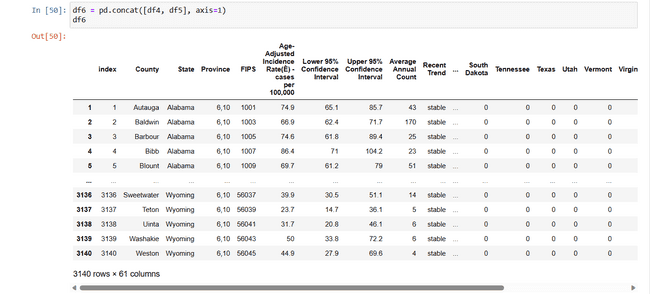 In [50]: df6 = pd.concat([df4, df5], axis=1)
df6
Out[50]:
index County State Province FIPS Age-Adjusted Incidence Rate(Ê) - cases per 100,000 Lower 95% Confidence Interval Upper 95% Confidence Interval Average Annual Count Recent Trend ... South Dakota Tennessee Texas Utah Vermont Virgin
1 1 Autauga Alabama 6,10 1001 74.9 65.1 85.7 43 stable ... 0 0 0 0 0
2 2 Baldwin Alabama 6,10 1003 66.9 62.4 71.7 170 stable ... 0 0 0 0 0
3 3 Barbour Alabama 6,10 1005 74.6 61.8 89.4 25 stable ... 0 0 0 0 0
4 4 Bibb Alabama 6,10 1007 86.4 71 104.2 23 stable ... 0 0 0 0 0
5 5 Blount Alabama 6,10 1009 69.7 61.2 79 51 stable ... 0 0 0 0 0
... ... ... ... ... ... ... ... ... ... ... ... ... ... ... ... ...
3136 3136 Sweetwater Wyoming 6,10 56037 39.9 30.5 51.1 14 stable ... 0 0 0 0 0
3137 3137 Teton Wyoming 6,10 56039 23.7 14.7 36.1 5 stable ... 0 0 0 0 0
3138 3138 Uinta Wyoming 6,10 56041 31.7 20.8 46.1 6 stable ... 0 0 0 0 0
3139 3139 Washakie Wyoming 6,10 56043 50 33.8 72.2 6 stable ... 0 0 0 0 0
3140 3140 Weston Wyoming 6,10 56045 44.9 27.9 69.6 4 stable ... 0 0 0 0 0
3140 rows × 61 columns